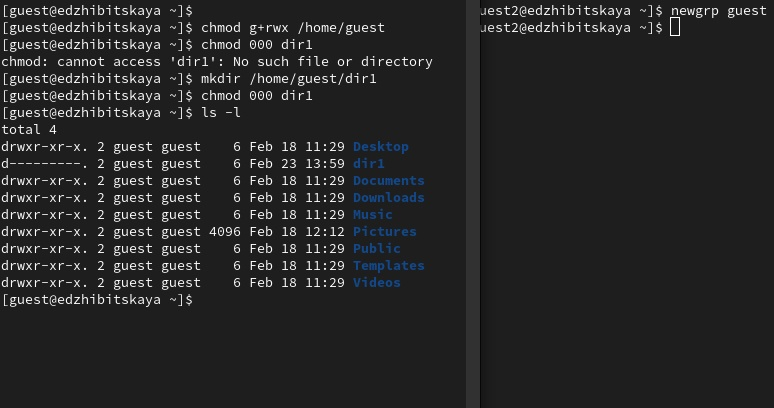 [guest@edzhibitskaya ~]$
[guest@edzhibitskaya ~]$ chmod g+rwx /home/guest
[guest@edzhibitskaya ~]$ chmod 000 dir1
chmod: cannot access 'dir1': No such file or directory
[guest@edzhibitskaya ~]$ mkdir /home/guest/dir1
[guest@edzhibitskaya ~]$ chmod 000 dir1
[guest@edzhibitskaya ~]$ ls -l
total 4
drwxr-xr-x. 2 guest guest    6 Feb 18 11:29 Desktop
d---------. 2 guest guest    6 Feb 23 13:59 dir1
drwxr-xr-x. 2 guest guest    6 Feb 18 11:29 Documents
drwxr-xr-x. 2 guest guest    6 Feb 18 11:29 Downloads
drwxr-xr-x. 2 guest guest    6 Feb 18 11:29 Music
drwxr-xr-x. 2 guest guest 4096 Feb 18 12:12 Pictures
drwxr-xr-x. 2 guest guest    6 Feb 18 11:29 Public
drwxr-xr-x. 2 guest guest    6 Feb 18 11:29 Templates
drwxr-xr-x. 2 guest guest    6 Feb 18 11:29 Videos
[guest@edzhibitskaya ~]$
uest2@edzhibitskaya ~]$ newgrp guest
uest2@edzhibitskaya ~]$